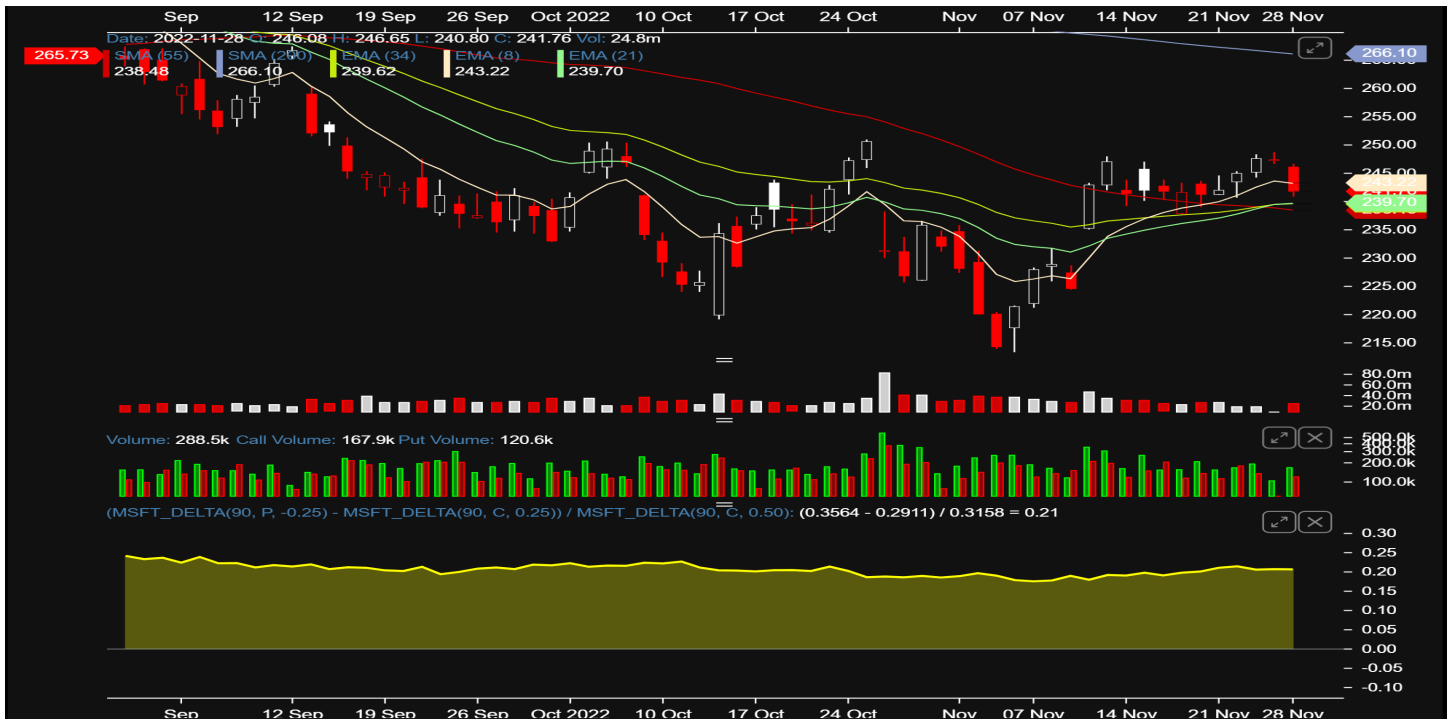 Sep 12 Sep 19 Sep 26 Sep Oct 2022 10 Oct 17 Oct 24 Oct Nov 07 Nov 14 Nov 21 Nov 28 Nov
Date: 2022-11-28 O: 246.08 H: 246.65 L: 240.80 C: 241.76 Vol: 24.8m
265.73
SMA (55) SMA (200) EMA (34) EMA (8) EMA (21)
238.48 266.10 239.62 243.22 239.70
266.10
260.00
255.00
250.00
245.00
243.22
239.70
235.00
230.00
225.00
220.00
215.00
80.0m
60.0m
40.0m
20.0m
Volume: 288.5k Call Volume: 167.9k Put Volume: 120.6k
500.0k
400.0k
300.0k
200.0k
100.0k
(MSFT_DELTA(90, P, -0.25) - MSFT_DELTA(90, C, 0.25)) / MSFT_DELTA(90, C, 0.50): (0.3564 - 0.2911) / 0.3158 = 0.21
0.30
0.25
0.20
0.15
0.10
0.05
0.00
-0.05
-0.10
Sep 12 Sep 19 Sep 26 Sep Oct 2022 10 Oct 17 Oct 24 Oct Nov 07 Nov 14 Nov 21 Nov 28 Nov